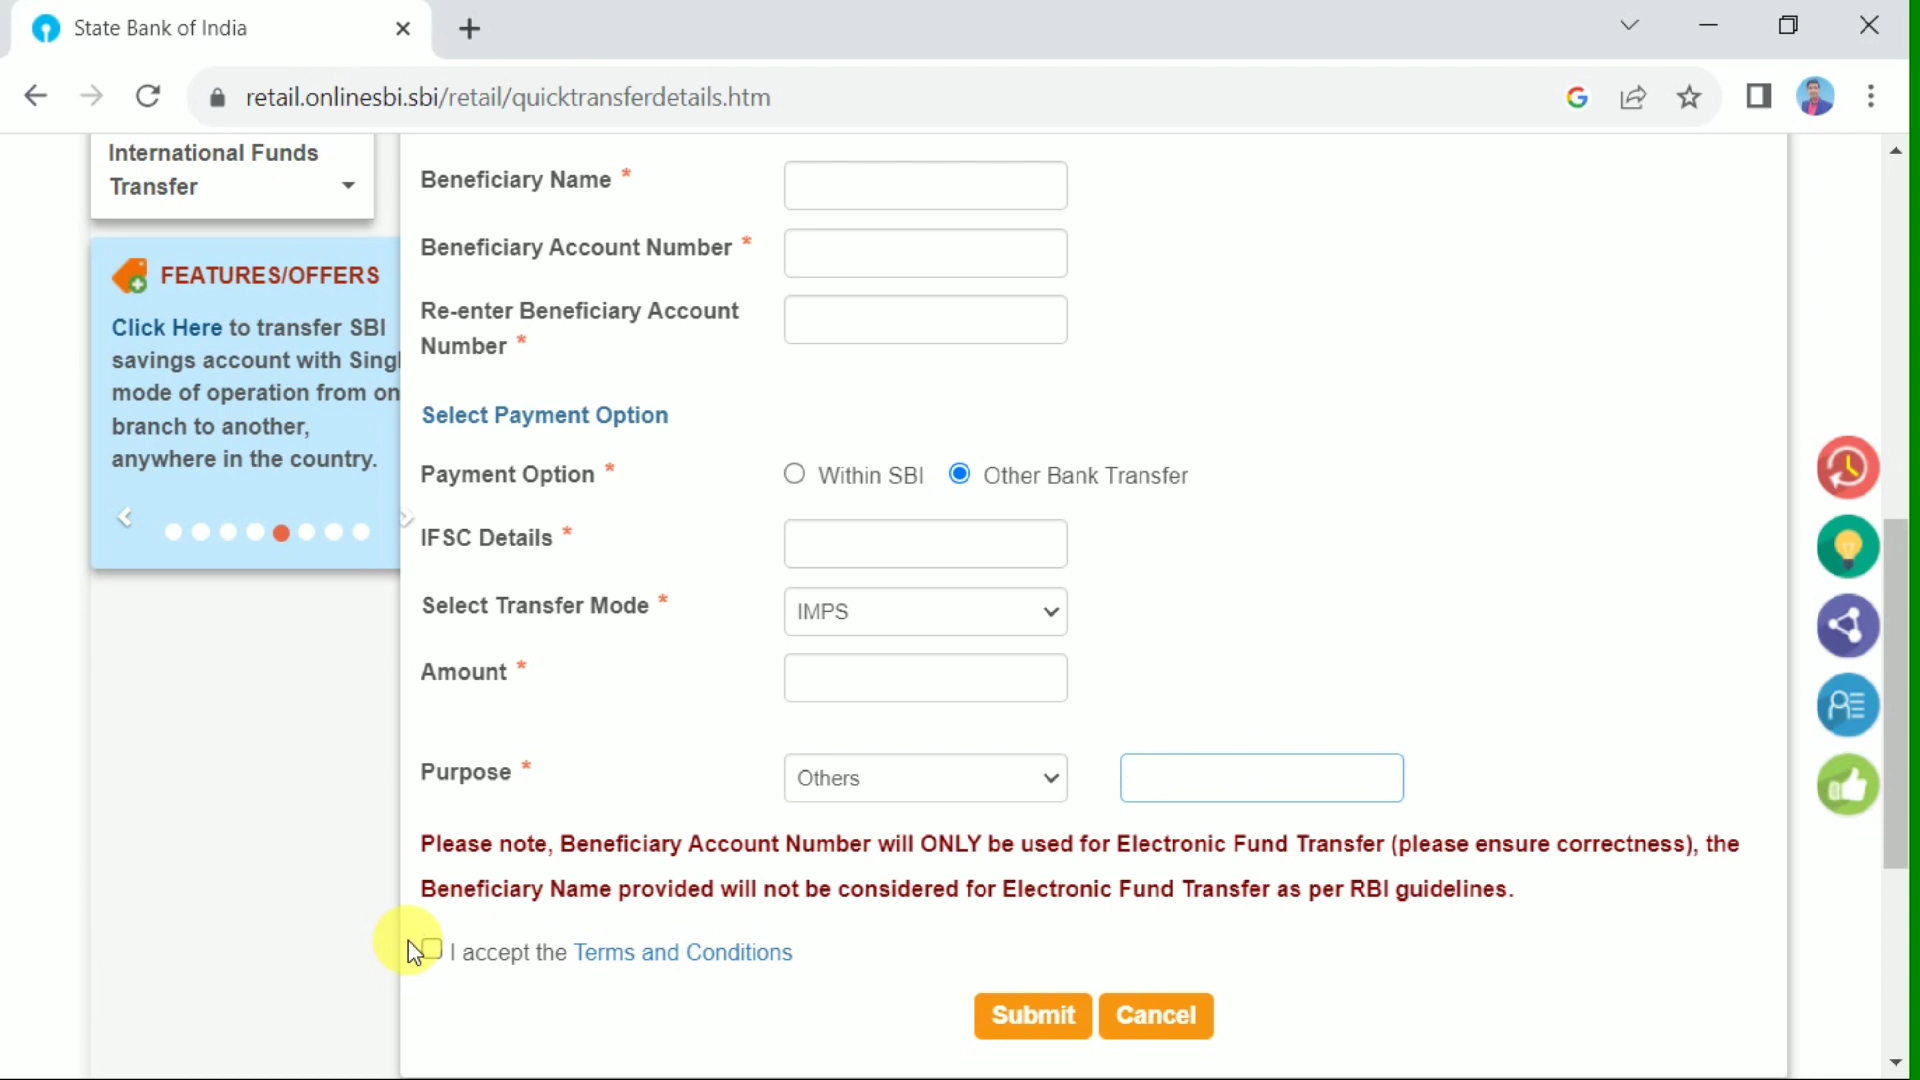 State Bank of India
retail.onlinesbi.sbi/retail/quicktransferdetails.htm
International Funds
Transfer
FEATURES/OFFERS
Click Here to transfer SBI
savings account with Singl
mode of operation from on
branch to another,
anywhere in the country.
Beneficiary Name *
Beneficiary Account Number *
Re-enter Beneficiary Account
Number *
Select Payment Option
Payment Option * Within SBI Other Bank Transfer
IFSC Details *
Select Transfer Mode * IMPS
Amount *
Purpose * Others
Please note, Beneficiary Account Number will ONLY be used for Electronic Fund Transfer (please ensure correctness), the
Beneficiary Name provided will not be considered for Electronic Fund Transfer as per RBI guidelines.
I accept the Terms and Conditions
Submit Cancel